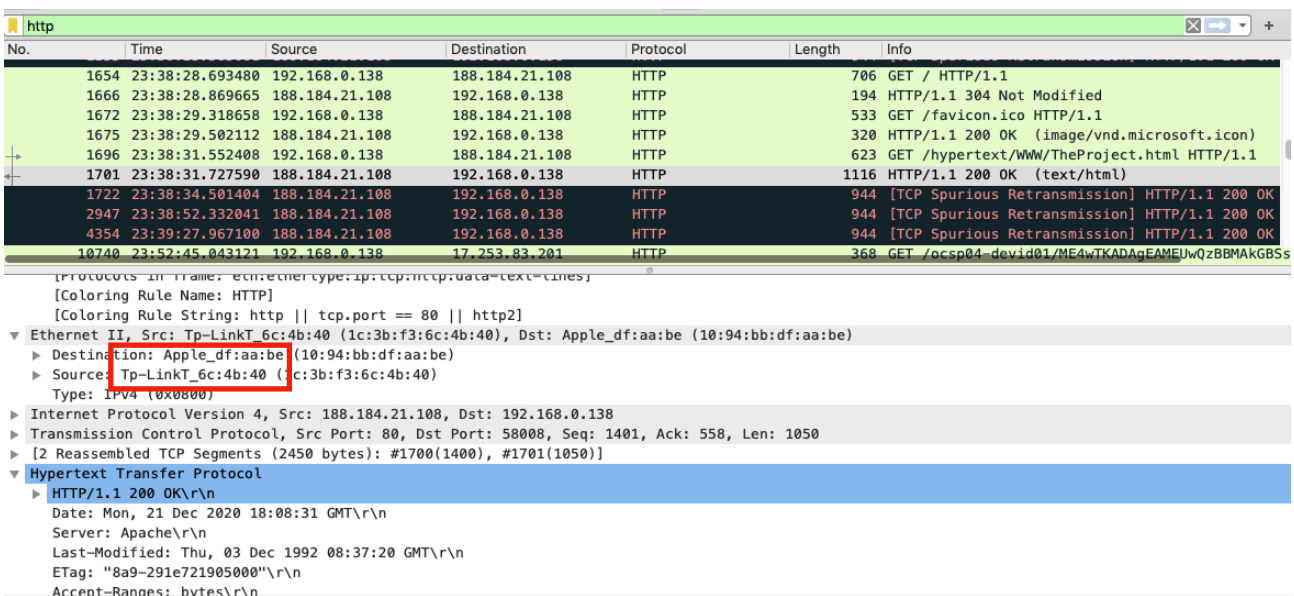 http +
No. Time Source Destination Protocol Length Info
1654 23:38:28.693480 192.168.0.138 188.184.21.108 HTTP 706 GET / HTTP/1.1
1666 23:38:28.869665 188.184.21.108 192.168.0.138 HTTP 194 HTTP/1.1 304 Not Modified
1672 23:38:29.318658 192.168.0.138 188.184.21.108 HTTP 533 GET /favicon.ico HTTP/1.1
1675 23:38:29.502112 188.184.21.108 192.168.0.138 HTTP 320 HTTP/1.1 200 OK (image/vnd.microsoft.icon)
1696 23:38:31.552408 192.168.0.138 188.184.21.108 HTTP 623 GET /hypertext/WWW/TheProject.html HTTP/1.1
1701 23:38:31.727590 188.184.21.108 192.168.0.138 HTTP 1116 HTTP/1.1 200 OK (text/html)
1722 23:38:34.501404 188.184.21.108 192.168.0.138 HTTP 944 [TCP Spurious Retransmission] HTTP/1.1 200 OK
2947 23:38:52.332041 188.184.21.108 192.168.0.138 HTTP 944 [TCP Spurious Retransmission] HTTP/1.1 200 OK
4354 23:39:27.967100 188.184.21.108 192.168.0.138 HTTP 944 [TCP Spurious Retransmission] HTTP/1.1 200 OK
10740 23:52:45.043121 192.168.0.138 17.253.83.201 HTTP 368 GET /ocsp04-devid01/ME4wTKADAgEAMEUwQzBBMAkGBSs
[Protocols in frame: eth:ethertype:ip:tcp:http:data-text-lines]
[Coloring Rule Name: HTTP]
[Coloring Rule String: http || tcp.port == 80 || http2]
Ethernet II, Src: Tp-LinkT_6c:4b:40 (1c:3b:f3:6c:4b:40), Dst: Apple_df:aa:be (10:94:bb:df:aa:be)
Destination: Apple_df:aa:be (10:94:bb:df:aa:be)
Source: Tp-LinkT_6c:4b:40 (1c:3b:f3:6c:4b:40)
Type: IPv4 (0x0800)
Internet Protocol Version 4, Src: 188.184.21.108, Dst: 192.168.0.138
Transmission Control Protocol, Src Port: 80, Dst Port: 58008, Seq: 1401, Ack: 558, Len: 1050
[2 Reassembled TCP Segments (2450 bytes): #1700(1400), #1701(1050)]
Hypertext Transfer Protocol
HTTP/1.1 200 OK\r\n
Date: Mon, 21 Dec 2020 18:08:31 GMT\r\n
Server: Apache\r\n
Last-Modified: Thu, 03 Dec 1992 08:37:20 GMT\r\n
ETag: "8a9-291e721905000"\r\n
Accept-Ranges: bytes\r\n